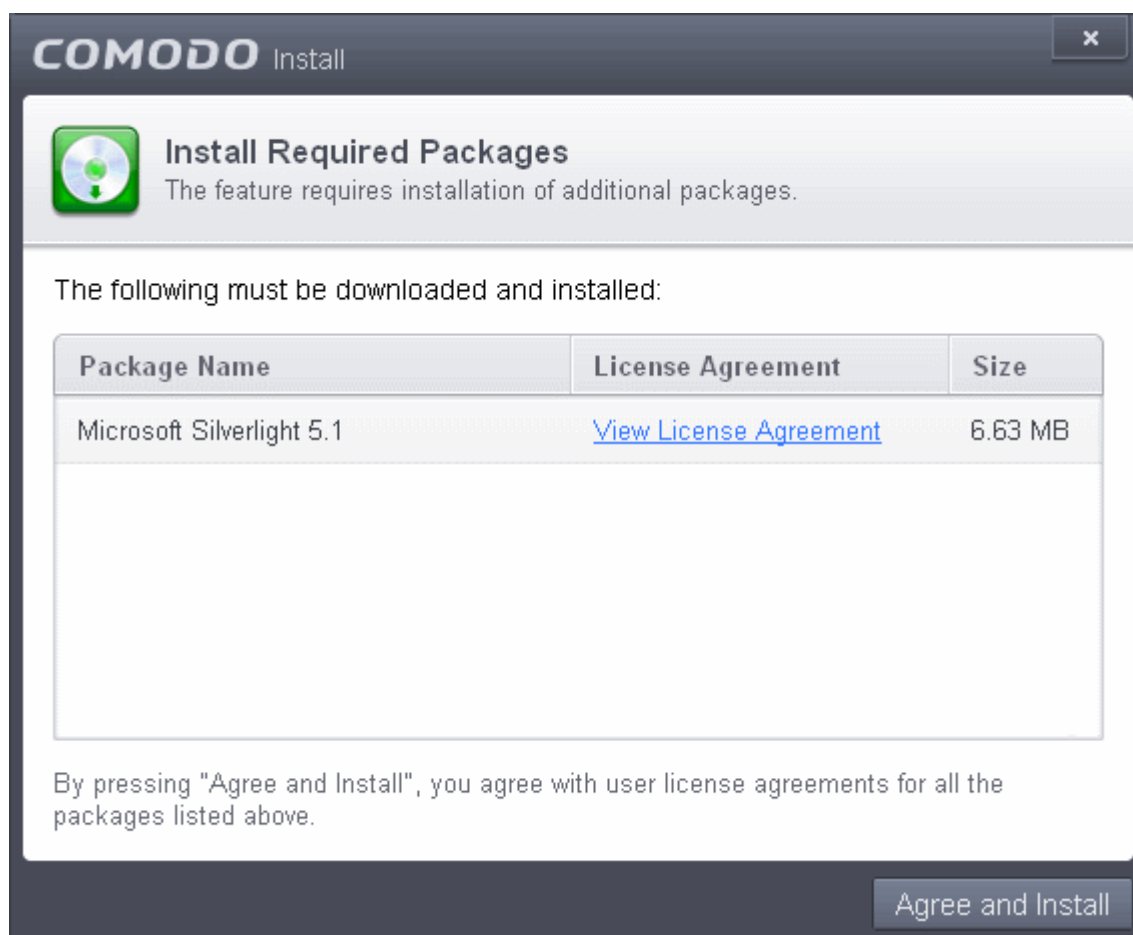 COMODO Install
Install Required Packages
The feature requires installation of additional packages.
The following must be downloaded and installed:
Package Name License Agreement Size
Microsoft Silverlight 5.1 View License Agreement 6.63 MB
By pressing "Agree and Install", you agree with user license agreements for all the
packages listed above.
Agree and Install